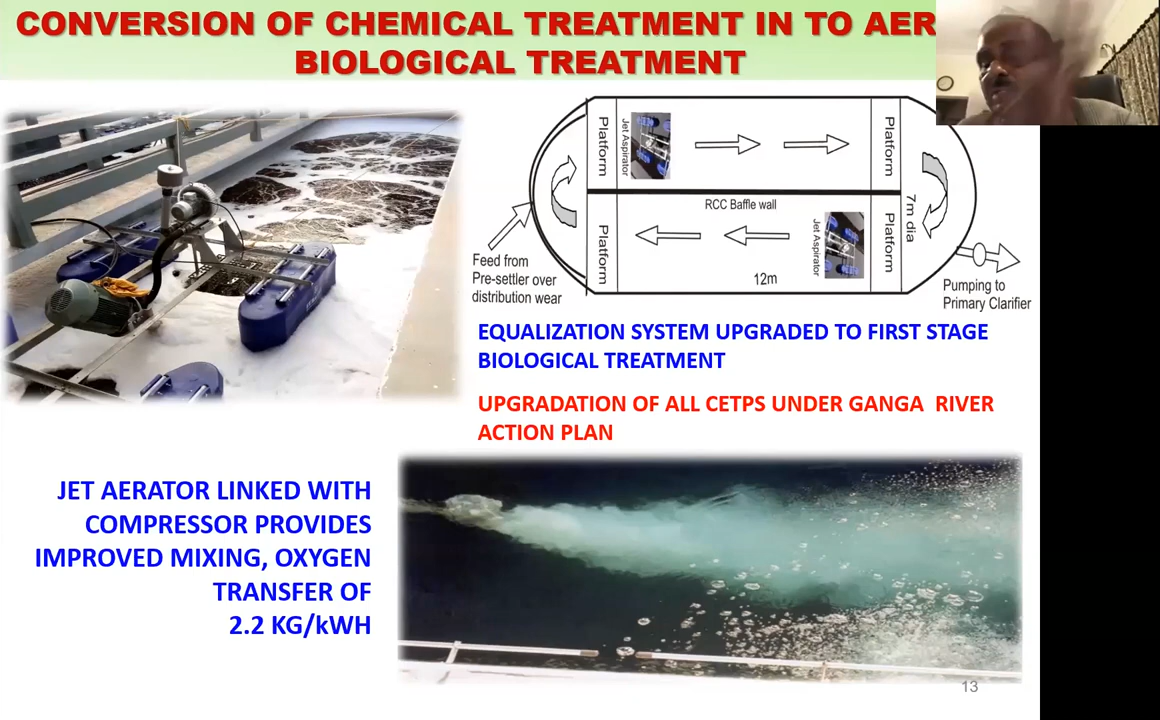 CONVERSION OF CHEMICAL TREATMENT IN TO AER
BIOLOGICAL TREATMENT
Platform
Jet Aspirator
Platform
RCC Baffle wall
7m dia
Platform
Jet Aspirator
Platform
12m
Feed from
Pre-settler over
distribution wear
Pumping to
Primary Clarifier
EQUALIZATION SYSTEM UPGRADED TO FIRST STAGE
BIOLOGICAL TREATMENT
UPGRADATION OF ALL CETPS UNDER GANGA RIVER
ACTION PLAN
JET AERATOR LINKED WITH
COMPRESSOR PROVIDES
IMPROVED MIXING, OXYGEN
TRANSFER OF
2.2 KG/kWH
13